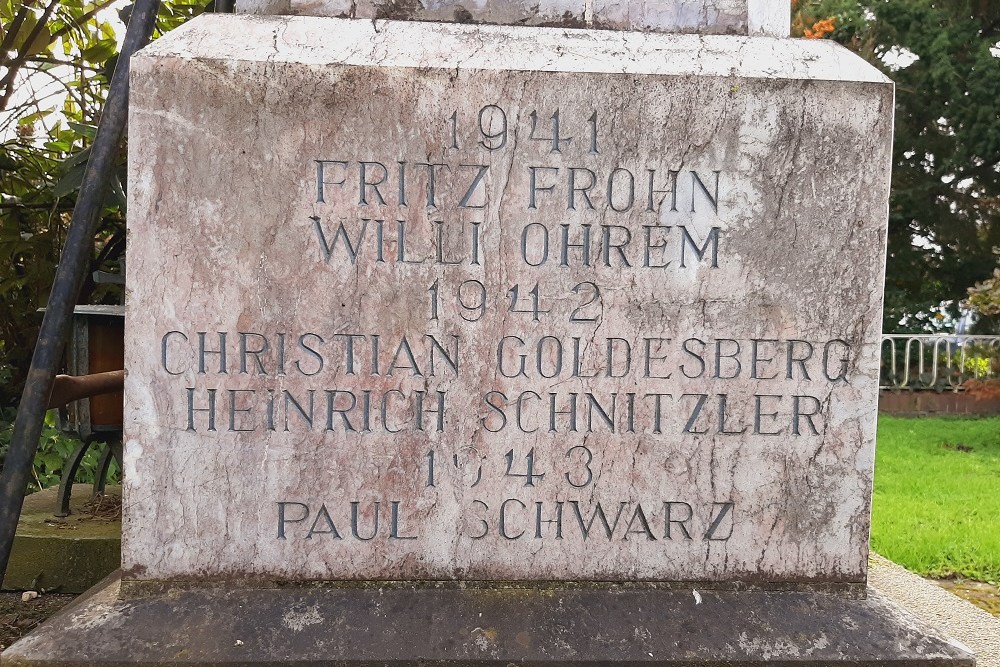 1941
FRITZ FROHN
WILLI OHREM
1942
CHRISTIAN GOLDESBERG
HEINRICH SCHNITZLER
1943
PAUL SCHWARZ